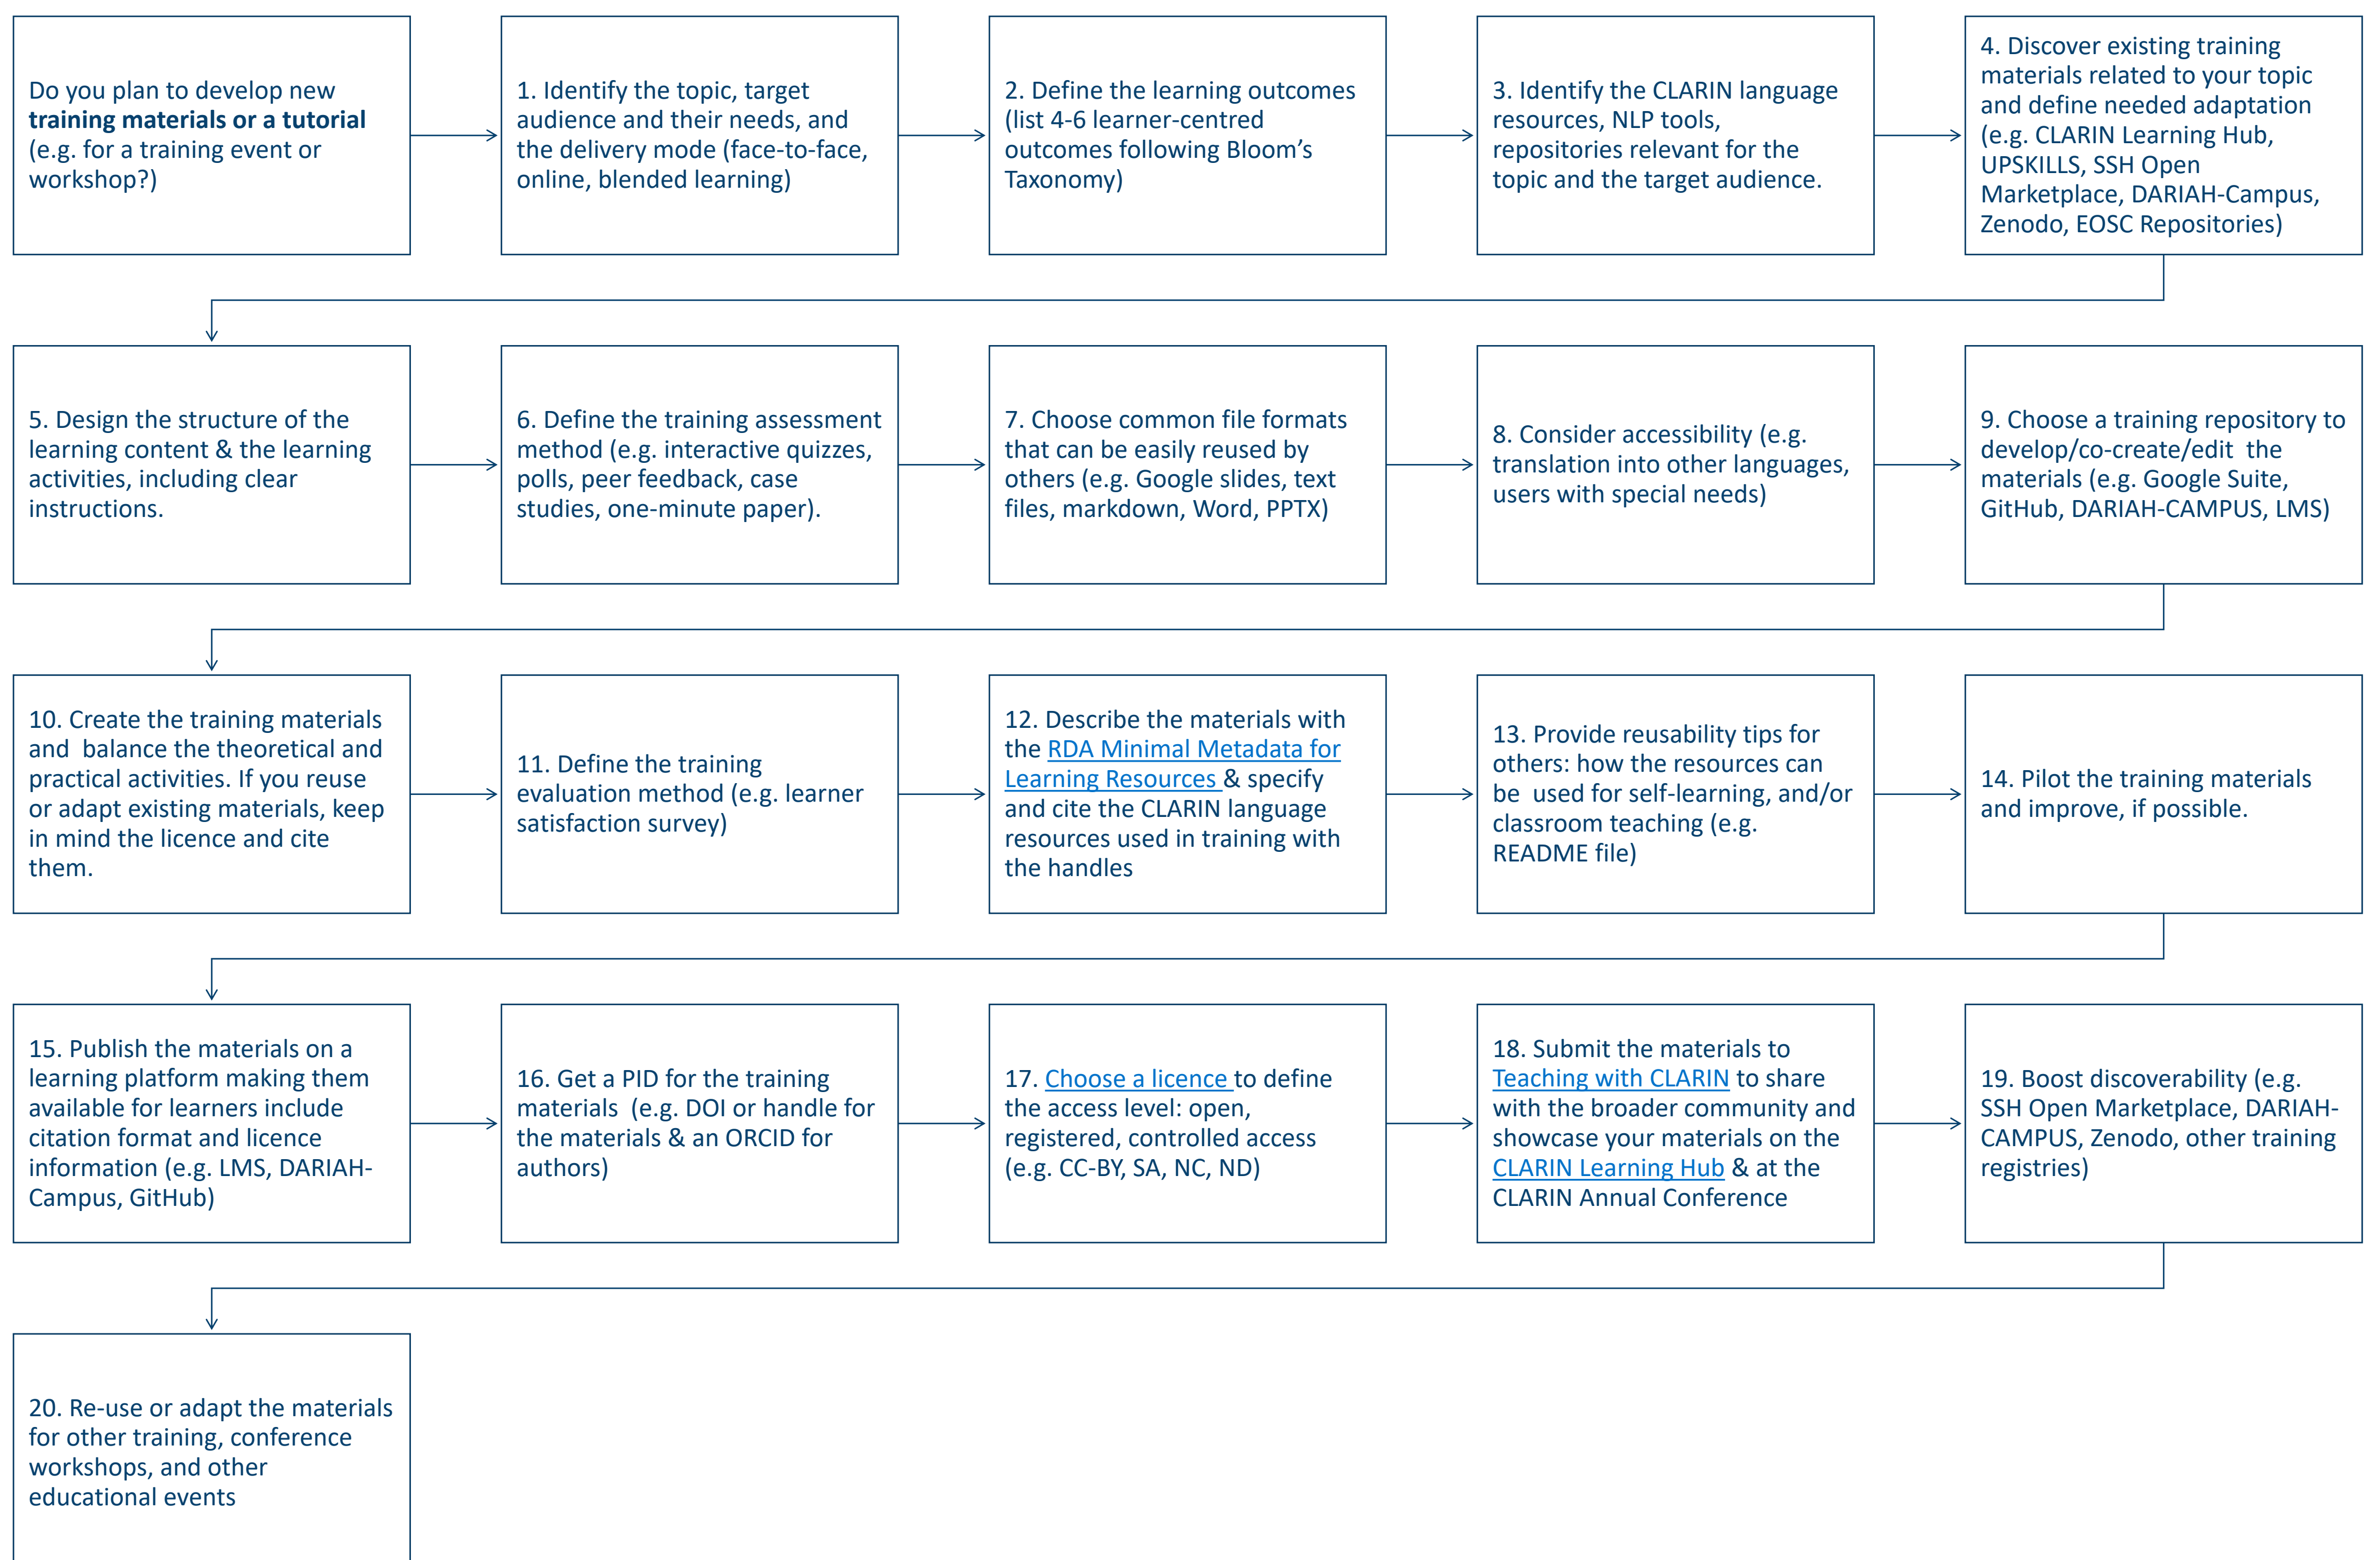 Do you plan to develop new
training materials or a tutorial
(e.g. for a training event or
workshop?)
1. Identify the topic, target
audience and their needs, and
the delivery mode (face-to-face,
online, blended learning)
2. Define the learning outcomes
(list 4-6 learner-centred
outcomes following Bloom’s
Taxonomy)
3. Identify the CLARIN language
resources, NLP tools,
repositories relevant for the
topic and the target audience.
4. Discover existing training
materials related to your topic
and define needed adaptation
(e.g. CLARIN Learning Hub,
UPSKILLS, SSH Open
Marketplace, DARIAH-Campus,
Zenodo, EOSC Repositories)
5. Design the structure of the
learning content & the learning
activities, including clear
instructions.
6. Define the training assessment
method (e.g. interactive quizzes,
polls, peer feedback, case
studies, one-minute paper).
7. Choose common file formats
that can be easily reused by
others (e.g. Google slides, text
files, markdown, Word, PPTX)
8. Consider accessibility (e.g.
translation into other languages,
users with special needs)
9. Choose a training repository to
develop/co-create/edit  the
materials (e.g. Google Suite,
GitHub, DARIAH-CAMPUS, LMS)
10. Create the training materials
and  balance the theoretical and
practical activities. If you reuse
or adapt existing materials, keep
in mind the licence and cite
them.
11. Define the training
evaluation method (e.g. learner
satisfaction survey)
12. Describe the materials with
the RDA Minimal Metadata for
Learning Resources & specify
and cite the CLARIN language
resources used in training with
the handles
13. Provide reusability tips for
others: how the resources can
be  used for self-learning, and/or
classroom teaching (e.g.
README file)
14. Pilot the training materials
and improve, if possible.
15. Publish the materials on a
learning platform making them
available for learners include
citation format and licence
information (e.g. LMS, DARIAH-
Campus, GitHub)
16. Get a PID for the training
materials  (e.g. DOI or handle for
the materials & an ORCID for
authors)
17. Choose a licence to define
the access level: open,
registered, controlled access
(e.g. CC-BY, SA, NC, ND)
18. Submit the materials to
Teaching with CLARIN to share
with the broader community and
showcase your materials on the
CLARIN Learning Hub & at the
CLARIN Annual Conference
19. Boost discoverability (e.g.
SSH Open Marketplace, DARIAH-
CAMPUS, Zenodo, other training
registries)
20. Re-use or adapt the materials
for other training, conference
workshops, and other
educational events